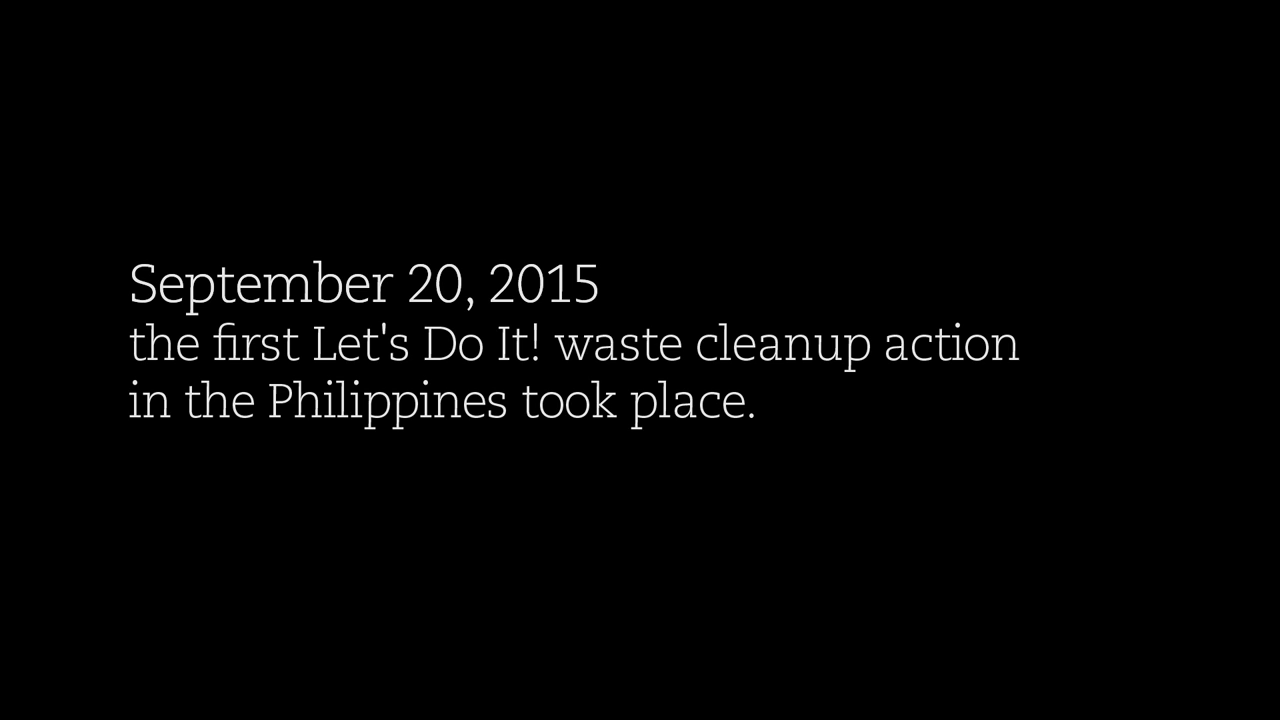 September 20, 2015
the first Let's Do It! waste cleanup action
in the Philippines took place.